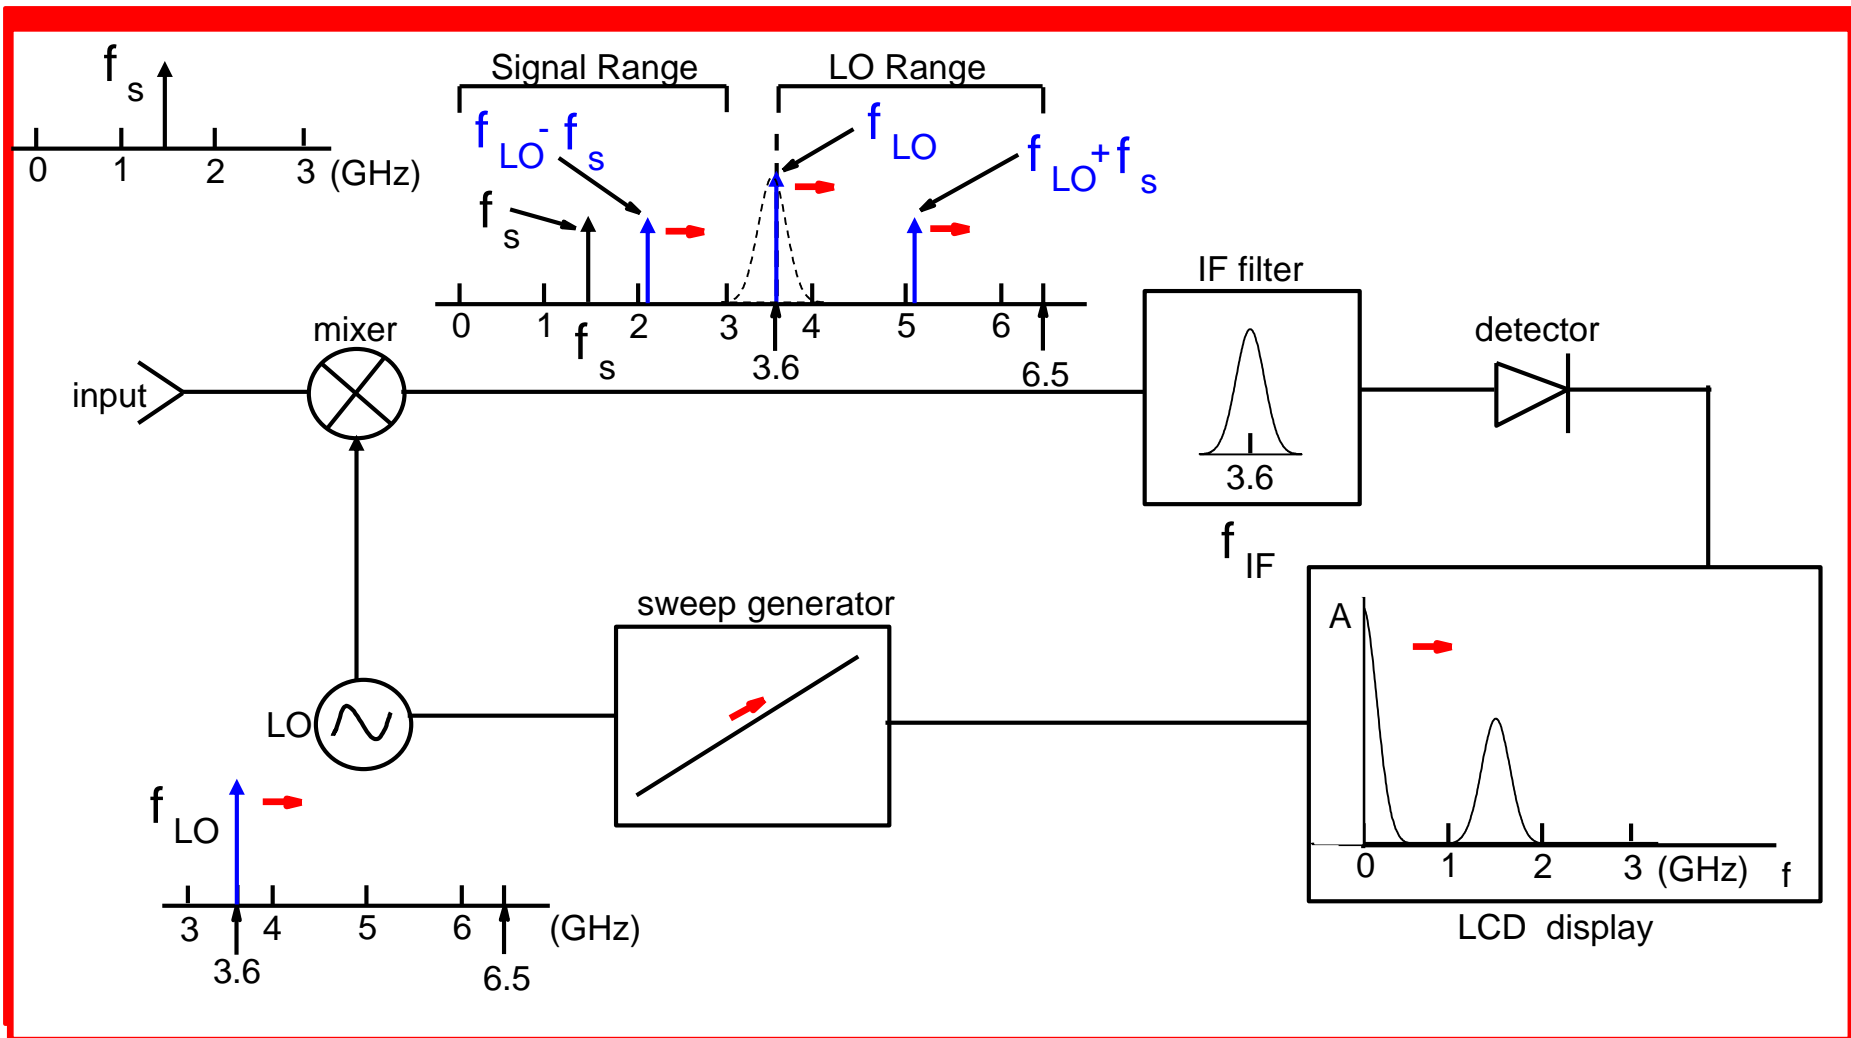 f s
0 1 2 3 (GHz)
Signal Range
LO Range
f LO - f s
f LO
f LO + f s
f s
0 1 2 3 4 5 6
f s
3.6
6.5
input
mixer
IF filter
3.6
f IF
detector
LO
sweep generator
f LO
3 4 5 6 (GHz)
3.6
6.5
A
0 1 2 3 (GHz) f
LCD display